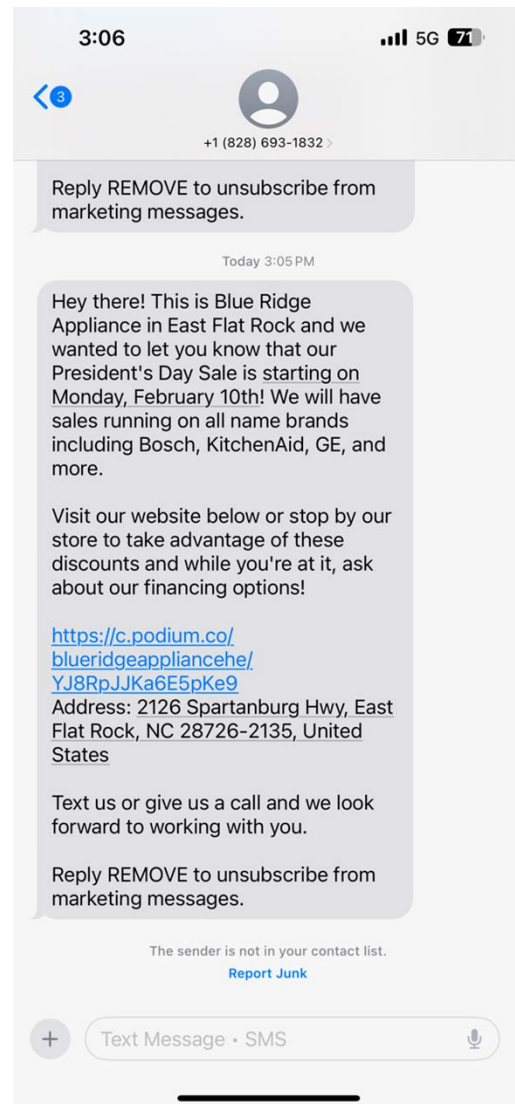 3:06
5G 71
3
+1 (828) 693-1832 >
Reply REMOVE to unsubscribe from
marketing messages.
Today 3:05 PM
Hey there! This is Blue Ridge
Appliance in East Flat Rock and we
wanted to let you know that our
President's Day Sale is starting on
Monday, February 10th! We will have
sales running on all name brands
including Bosch, KitchenAid, GE, and
more.
Visit our website below or stop by our
store to take advantage of these
discounts and while you're at it, ask
about our financing options!
https://c.podium.co/
blueridgeappliancehe/
YJ8RpJJKa6E5pKe9
Address: 2126 Spartanburg Hwy, East
Flat Rock, NC 28726-2135, United
States
Text us or give us a call and we look
forward to working with you.
Reply REMOVE to unsubscribe from
marketing messages.
The sender is not in your contact list.
Report Junk
Text Message • SMS